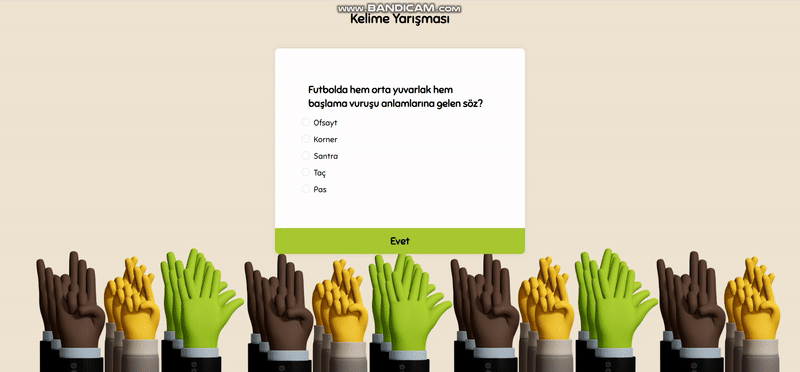 www.BANDICAM.com
Kelime Yarışması
Futbolda hem orta yuvarlak hem
başlama vuruşu anlamlarına gelen söz?
Ofsayt
Korner
Santra
Taç
Pas
Evet